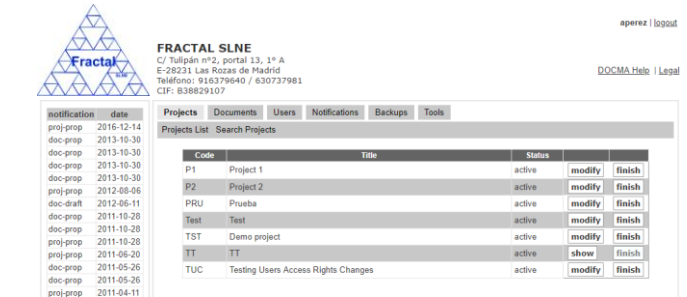 aperez | logout
Fractal
SLNE
FRACTAL SLNE
C/ Tulipán nº2, portal 13, 1º A
E-28231 Las Rozas de Madrid
Teléfono: 916379640 / 630737981
CIF: B38829107
DOCMA Help | Legal
notification date
proj-prop 2016-12-14
doc-prop 2013-10-30
doc-prop 2013-10-30
doc-prop 2013-10-30
doc-prop 2013-10-30
proj-prop 2012-08-06
doc-draft 2012-06-11
doc-prop 2011-10-28
doc-prop 2011-10-28
proj-prop 2011-10-28
proj-prop 2011-06-20
doc-prop 2011-05-26
doc-prop 2011-05-26
proj-prop 2011-04-11
Projects Documents Users Notifications Backups Tools
Projects List Search Projects
Code Title Status
P1 Project 1 active modify finish
P2 Project 2 active modify finish
PRU Prueba active modify finish
Test Test active modify finish
TST Demo project active modify finish
TT TT active show finish
TUC Testing Users Access Rights Changes active modify finish